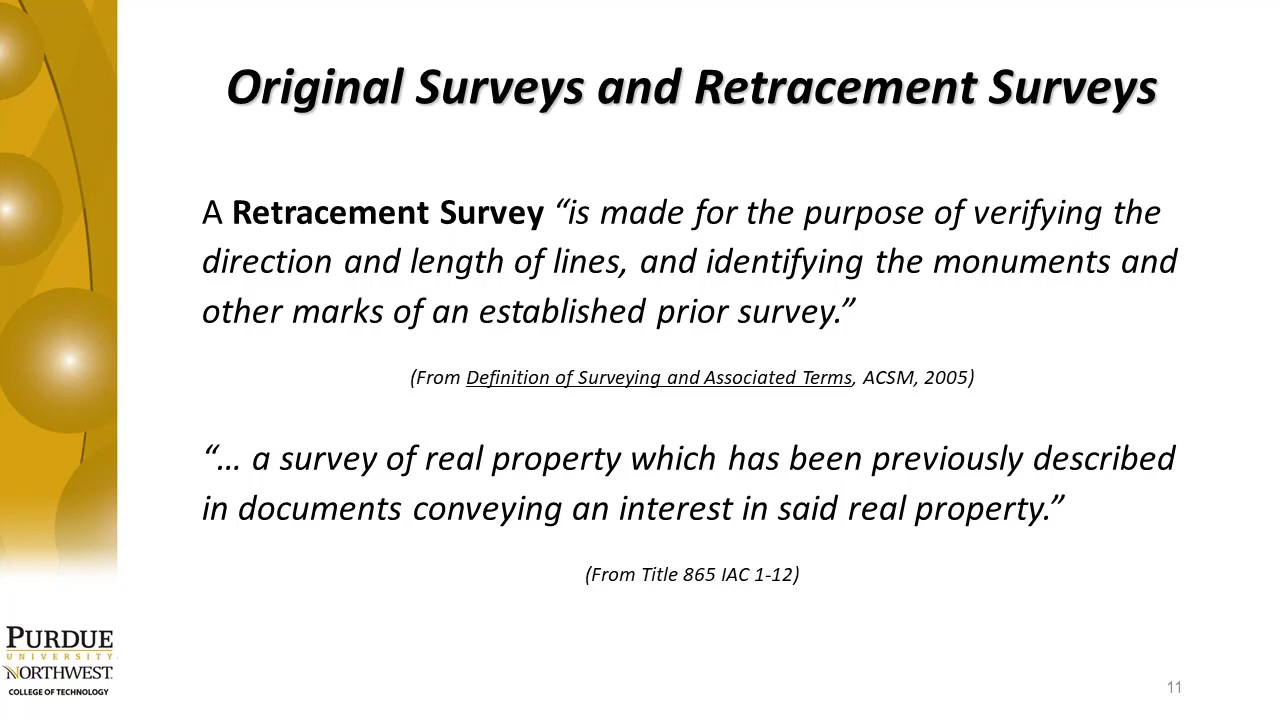 Original Surveys and Retracement Surveys
A Retracement Survey “is made for the purpose of verifying the
direction and length of lines, and identifying the monuments and
other marks of an established prior survey.”
(From Definition of Surveying and Associated Terms, ACSM, 2005)
“… a survey of real property which has been previously described
in documents conveying an interest in said real property.”
(From Title 865 IAC 1-12)
PURDUE
UNIVERSITY
NORTHWEST
COLLEGE OF TECHNOLOGY
11